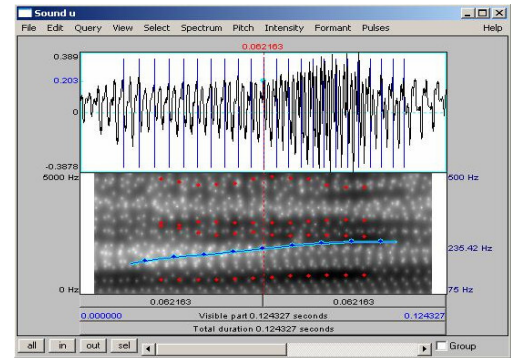 Sound u
File Edit Query View Select Spectrum Pitch Intensity Formant Pulses Help
0.062163
0.389
0.203
0
-0.3878
5000 Hz 500 Hz
235.42 Hz
0 Hz 75 Hz
0.062163 0.062163
0.000000 Visible part 0.124327 seconds 0.124327
Total duration 0.124327 seconds
all in out sel Group